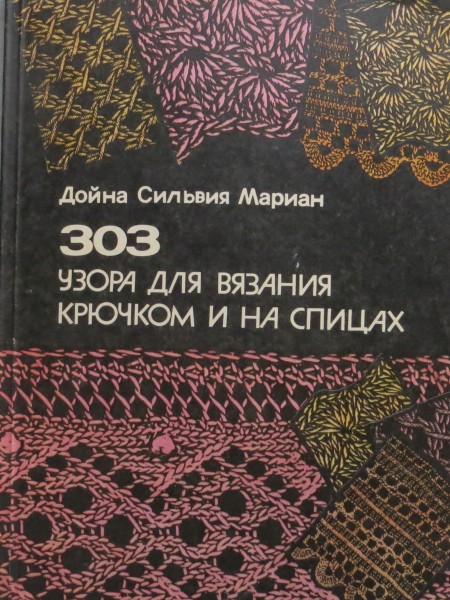 Дойна Сильвия Мариан
303
УЗОРА ДЛЯ ВЯЗАНИЯ
КРЮЧКОМ И НА СПИЦАХ